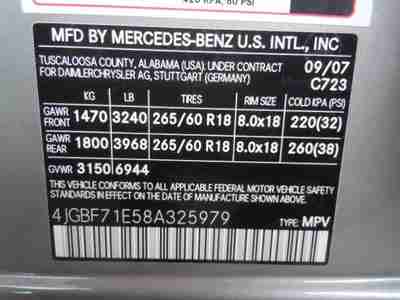 420 KPA, 60 PSI
MFD BY MERCEDES-BENZ U.S. INTL., INC
TUSCALOOSA COUNTY, ALABAMA (USA). UNDER CONTRACT
FOR DAIMLERCHRYSLER AG, STUTTGART (GERMANY)
09/07
C723
KG LB TIRES RIM SIZE COLD KPA (PSI)
GAWR FRONT 1470 3240 265/60 R18 8.0x18 220(32)
GAWR REAR 1800 3968 265/60 R18 8.0x18 260(38)
GVWR 3150 6944
THIS VEHICLE CONFORMS TO ALL APPLICABLE
FEDERAL MOTOR VEHICLE SAFETY STANDARDS IN
EFFECT ON THE DATE OF MANUFACTURE SHOWN ABOVE
4JGBF71E58A325979 TYPE: MPV